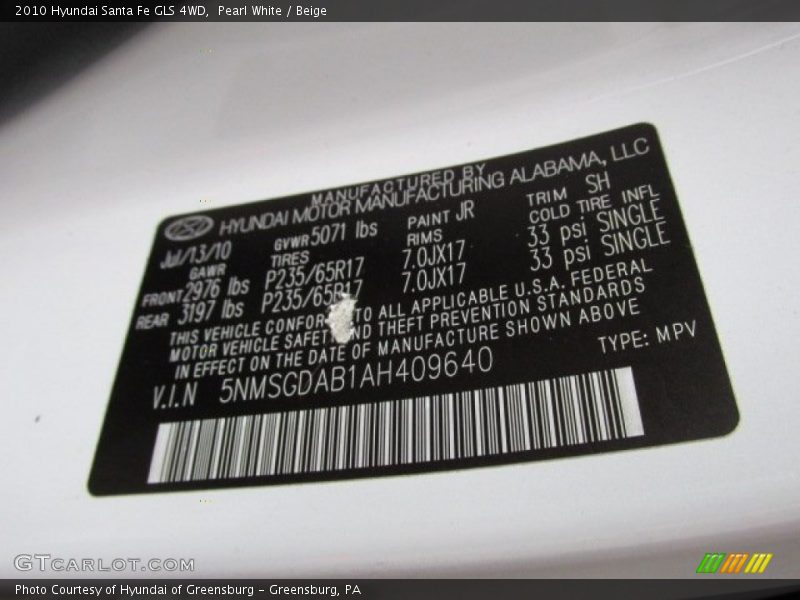 2010 Hyundai Santa Fe GLS 4WD, Pearl White / Beige
MANUFACTURED BY
HYUNDAI MOTOR MANUFACTURING ALABAMA, LLC
Jul/13/10 GVWR 5071 lbs PAINT JR TRIM SH
GAWR TIRES RIMS COLD TIRE INFL
FRONT 2976 lbs P235/65R17 7.0JX17 33 psi SINGLE
REAR 3197 lbs P235/65R17 7.0JX17 33 psi SINGLE
THIS VEHICLE CONFOR TO ALL APPLICABLE U.S.A. FEDERAL
MOTOR VEHICLE SAFET ND THEFT PREVENTION STANDARDS
IN EFFECT ON THE DATE OF MANUFACTURE SHOWN ABOVE
V.I.N 5NMSGDAB1AH409640 TYPE: MPV
GTCARLOT.COM
Photo Courtesy of Hyundai of Greensburg - Greensburg, PA